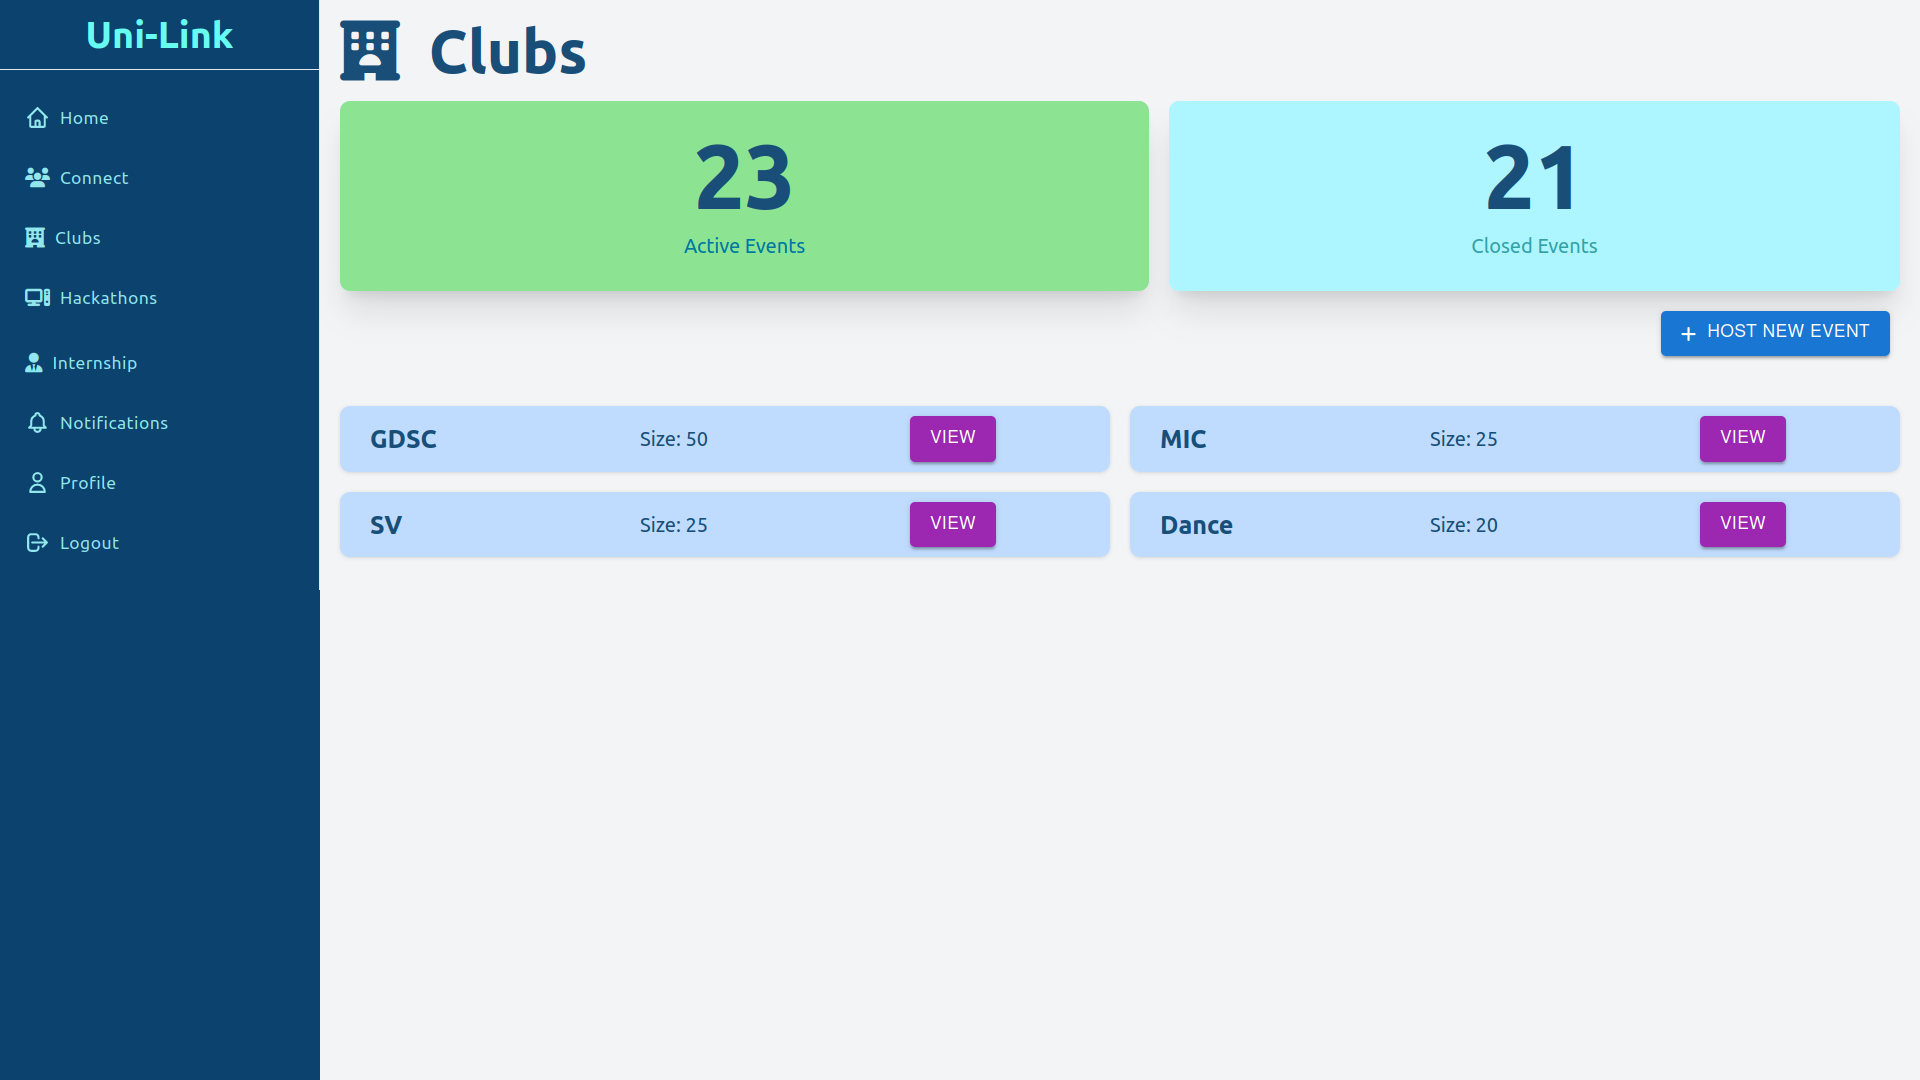 Uni-Link
Home
Connect
Clubs
Hackathons
Internship
Notifications
Profile
Logout
Clubs
23
Active Events
21
Closed Events
+ HOST NEW EVENT
GDSC Size: 50 VIEW
MIC Size: 25 VIEW
SV Size: 25 VIEW
Dance Size: 20 VIEW